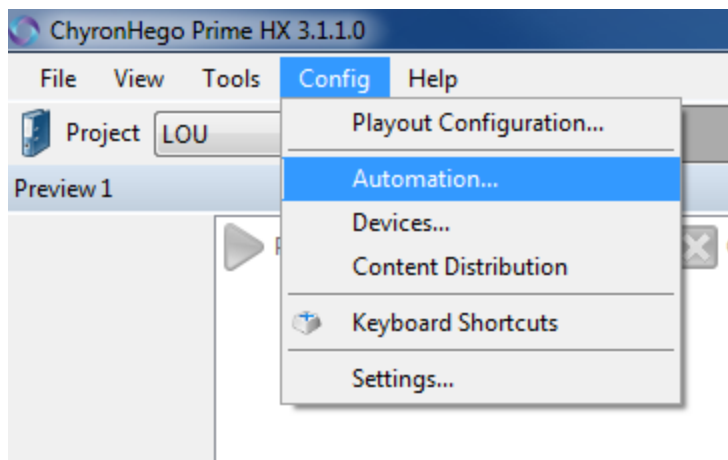 ChyronHego Prime HX 3.1.1.0
File View Tools Config Help
Project LOU
Playout Configuration...
Automation...
Preview 1
Devices...
Content Distribution
Keyboard Shortcuts
Settings...